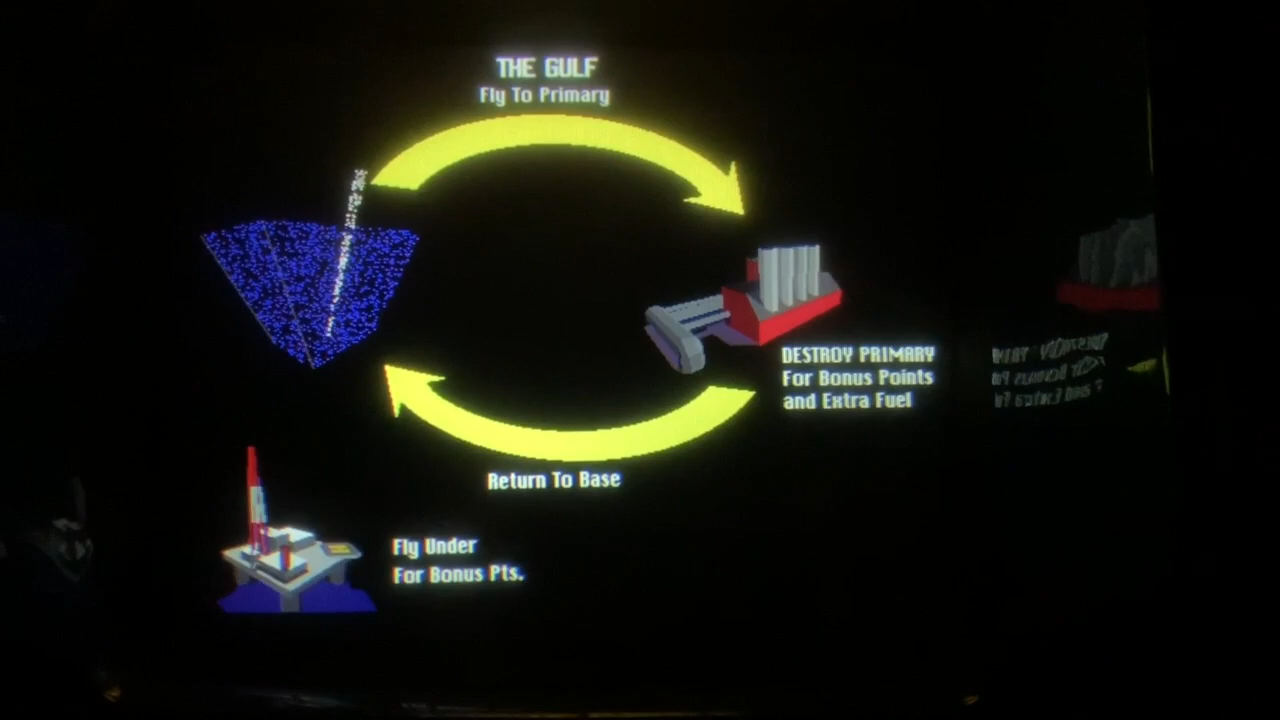 THE GULF
Fly To Primary
DESTROY PRIMARY
For Bonus Points
and Extra Fuel
Return To Base
Fly Under
For Bonus Pts.